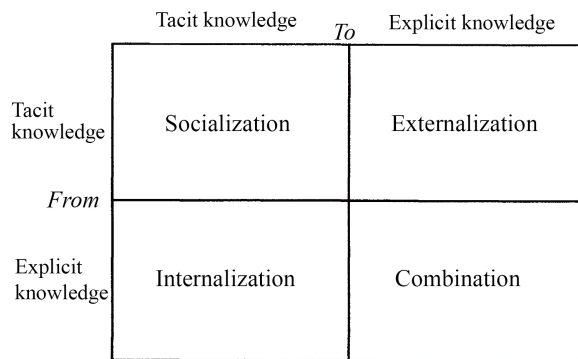 Tacit knowledge
To
Explicit knowledge
Tacit
knowledge
Socialization
Externalization
From
Explicit
knowledge
Internalization
Combination